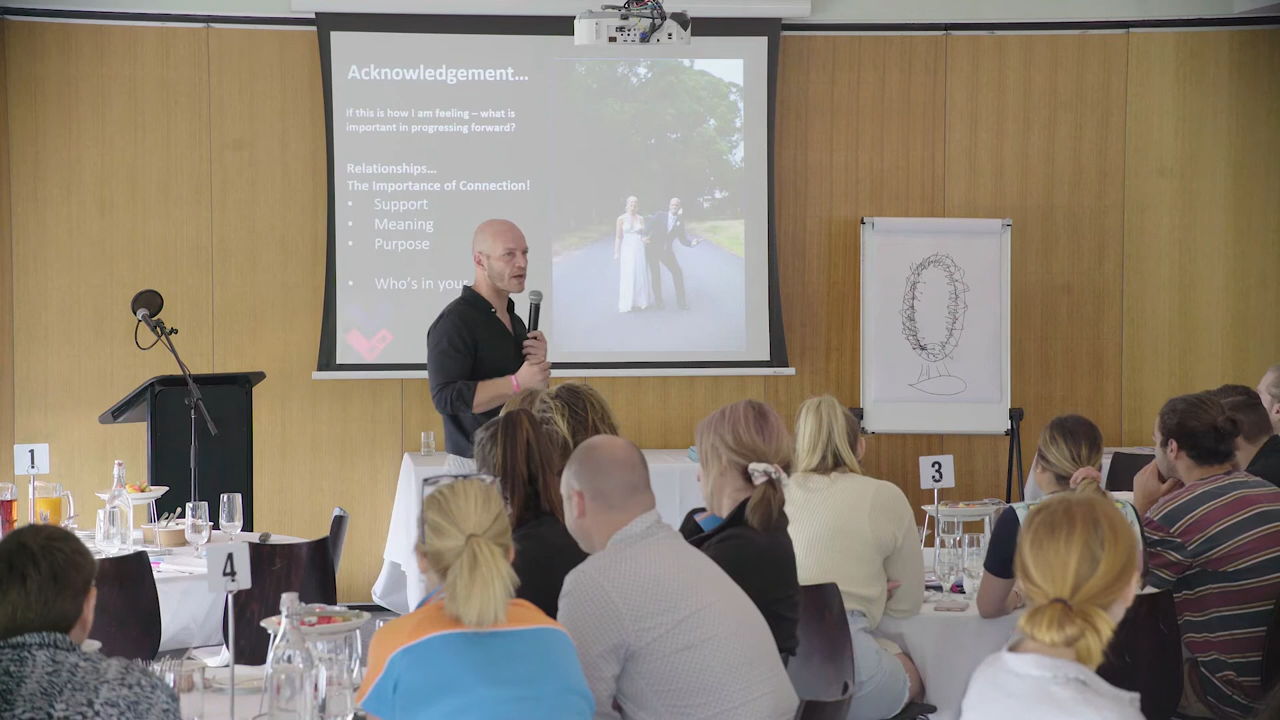 Acknowledgement...
If this is how I am feeling – what is
important in progressing forward?
Relationships...
The Importance of Connection!
• Support
• Meaning
• Purpose
• Who's in your
1
3
4